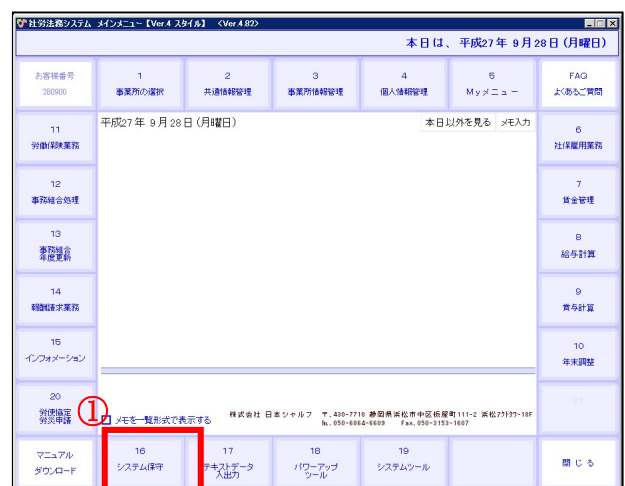 社労法務システム メインメニュー【Ver.4 スタイル】 <Ver.4.82>
本日は、 平成27年 9月28日(月曜日)
お客様番号
280900
1
事業所の選択
2
共通情報管理
3
事業所情報管理
4
個人情報管理
5
Myメニュー
FAQ
よくあるご質問
平成27年 9月28日(月曜日)
本日以外を見る メモ入力
11
労働保険業務
12
事務組合処理
13
事務組合
年度更新
14
報酬請求業務
15
インフォメーション
20
労使協定
労災申請
6
社保雇用業務
7
賃金管理
8
給与計算
9
賞与計算
10
年末調整
21
①
メモを一覧形式で表示する
株式会社 日本シャルフ 〒.430-7718 静岡県浜松市中区板屋町111-2 浜松アクトタワー18F
℡.050-6864-6609 Fax.050-3153-1607
マニュアル
ダウンロード
16
システム保守
17
テキストデータ
入出力
18
パワーアップ
ツール
19
システムツール
閉じる